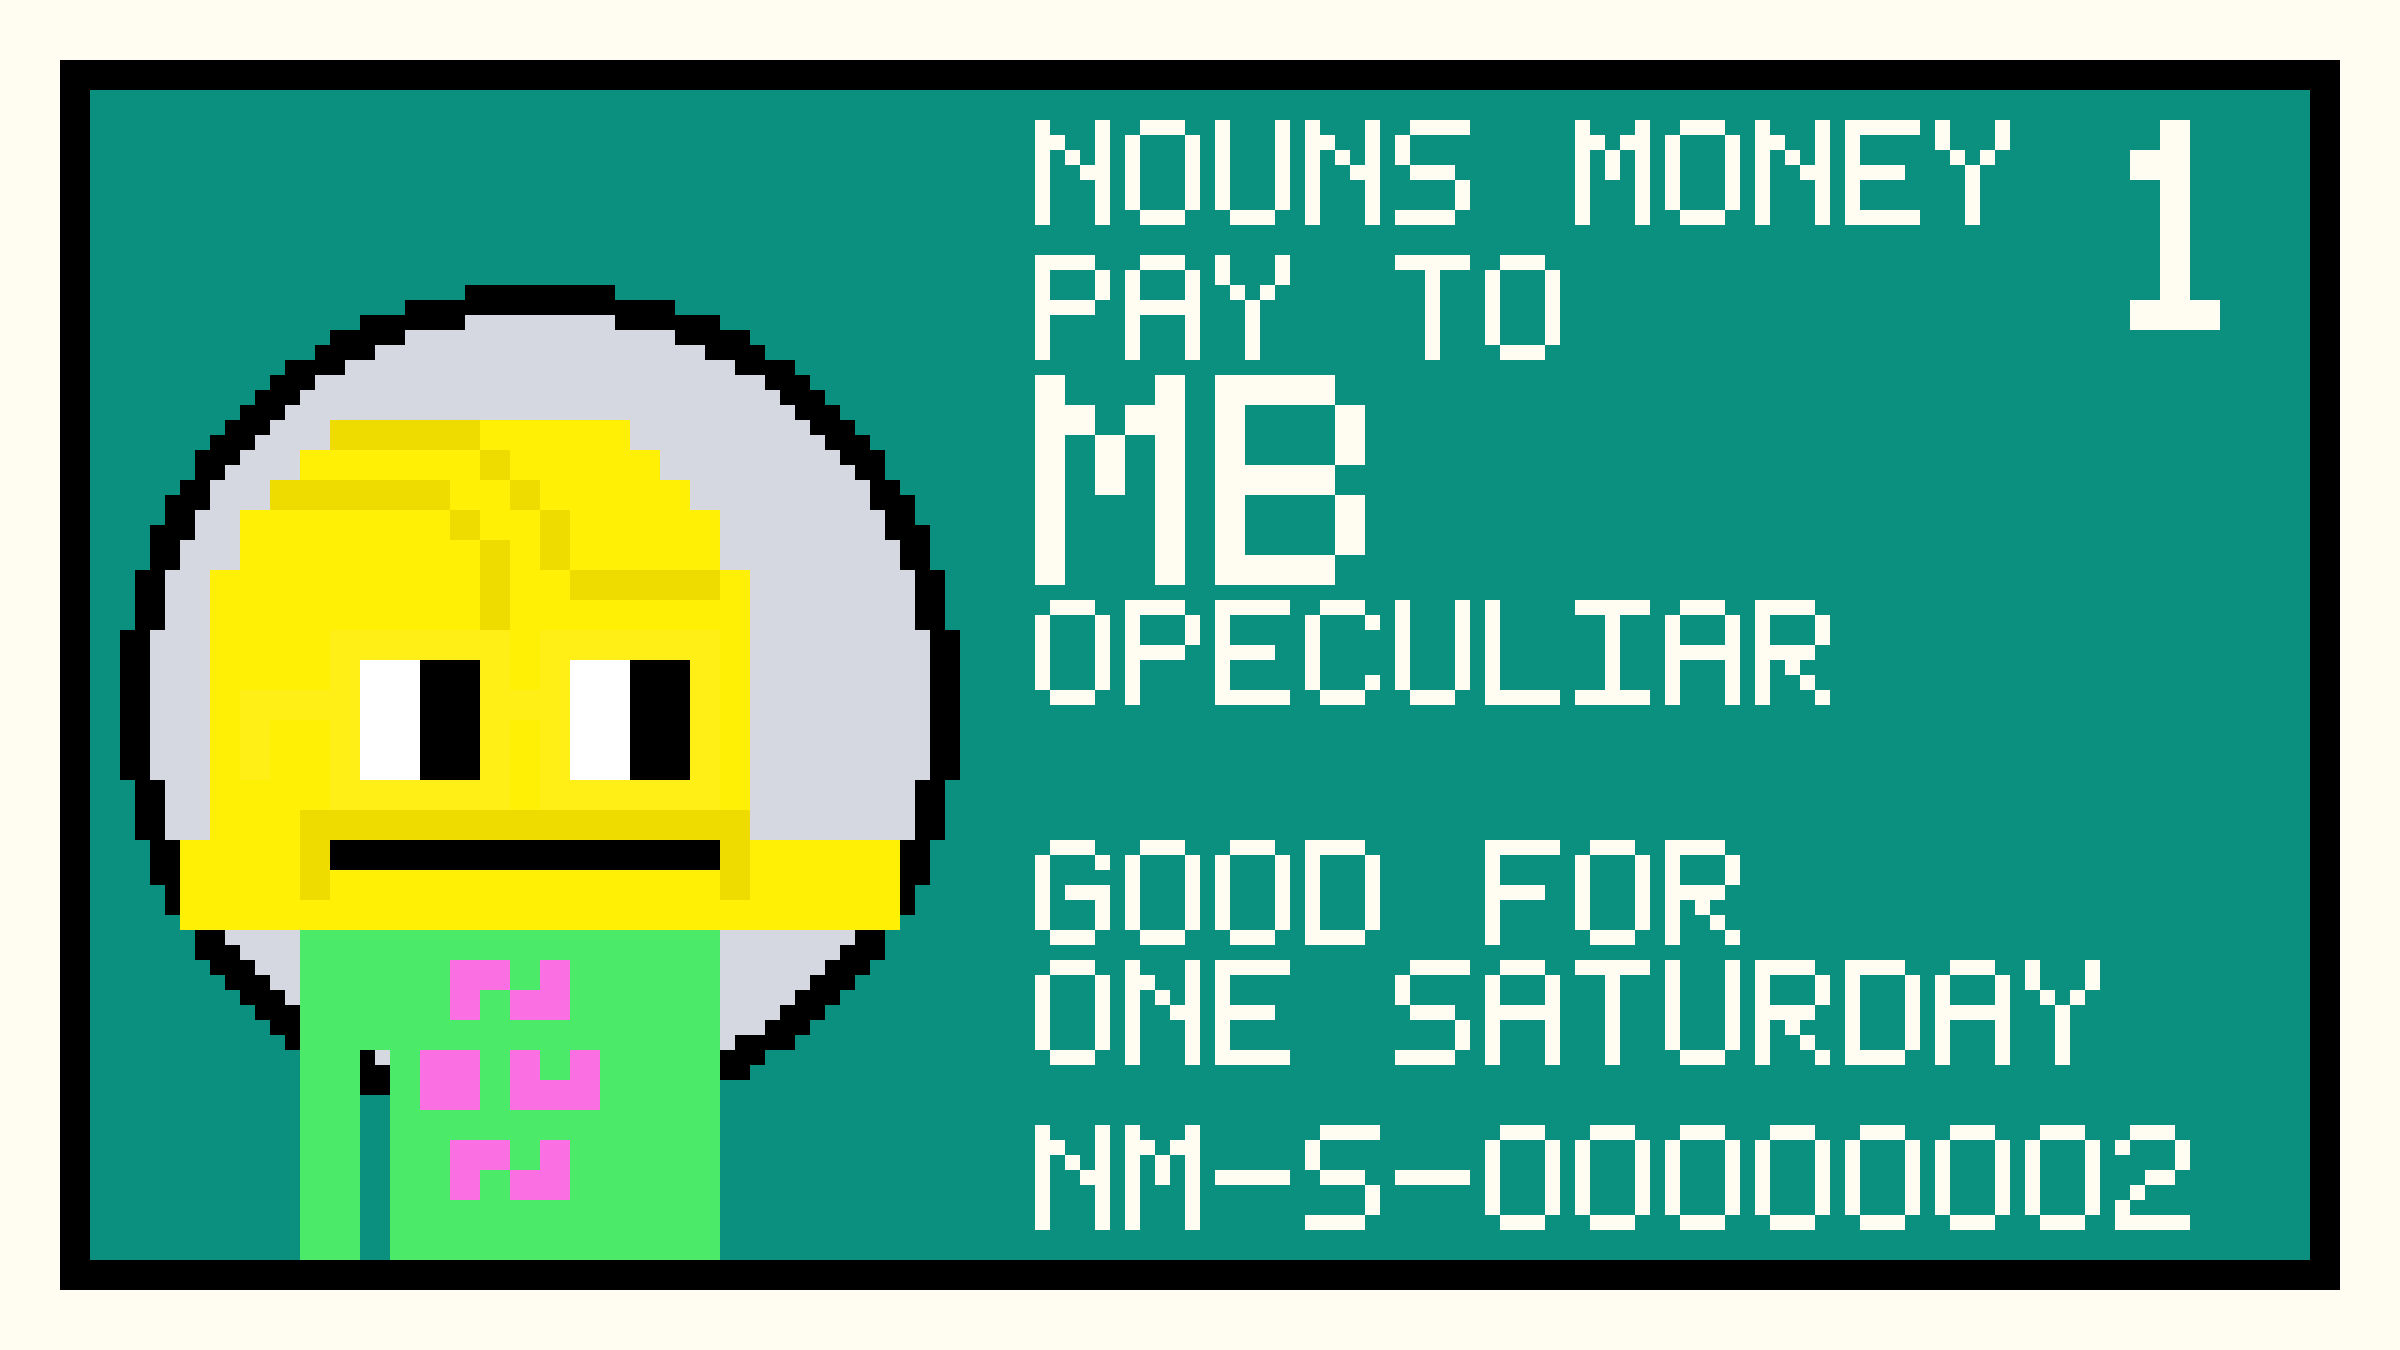 NOUNS MONEY 1
PAY TO
MB
OPECULIAR
GOOD FOR
ONE SATURDAY
NM-S-00000002